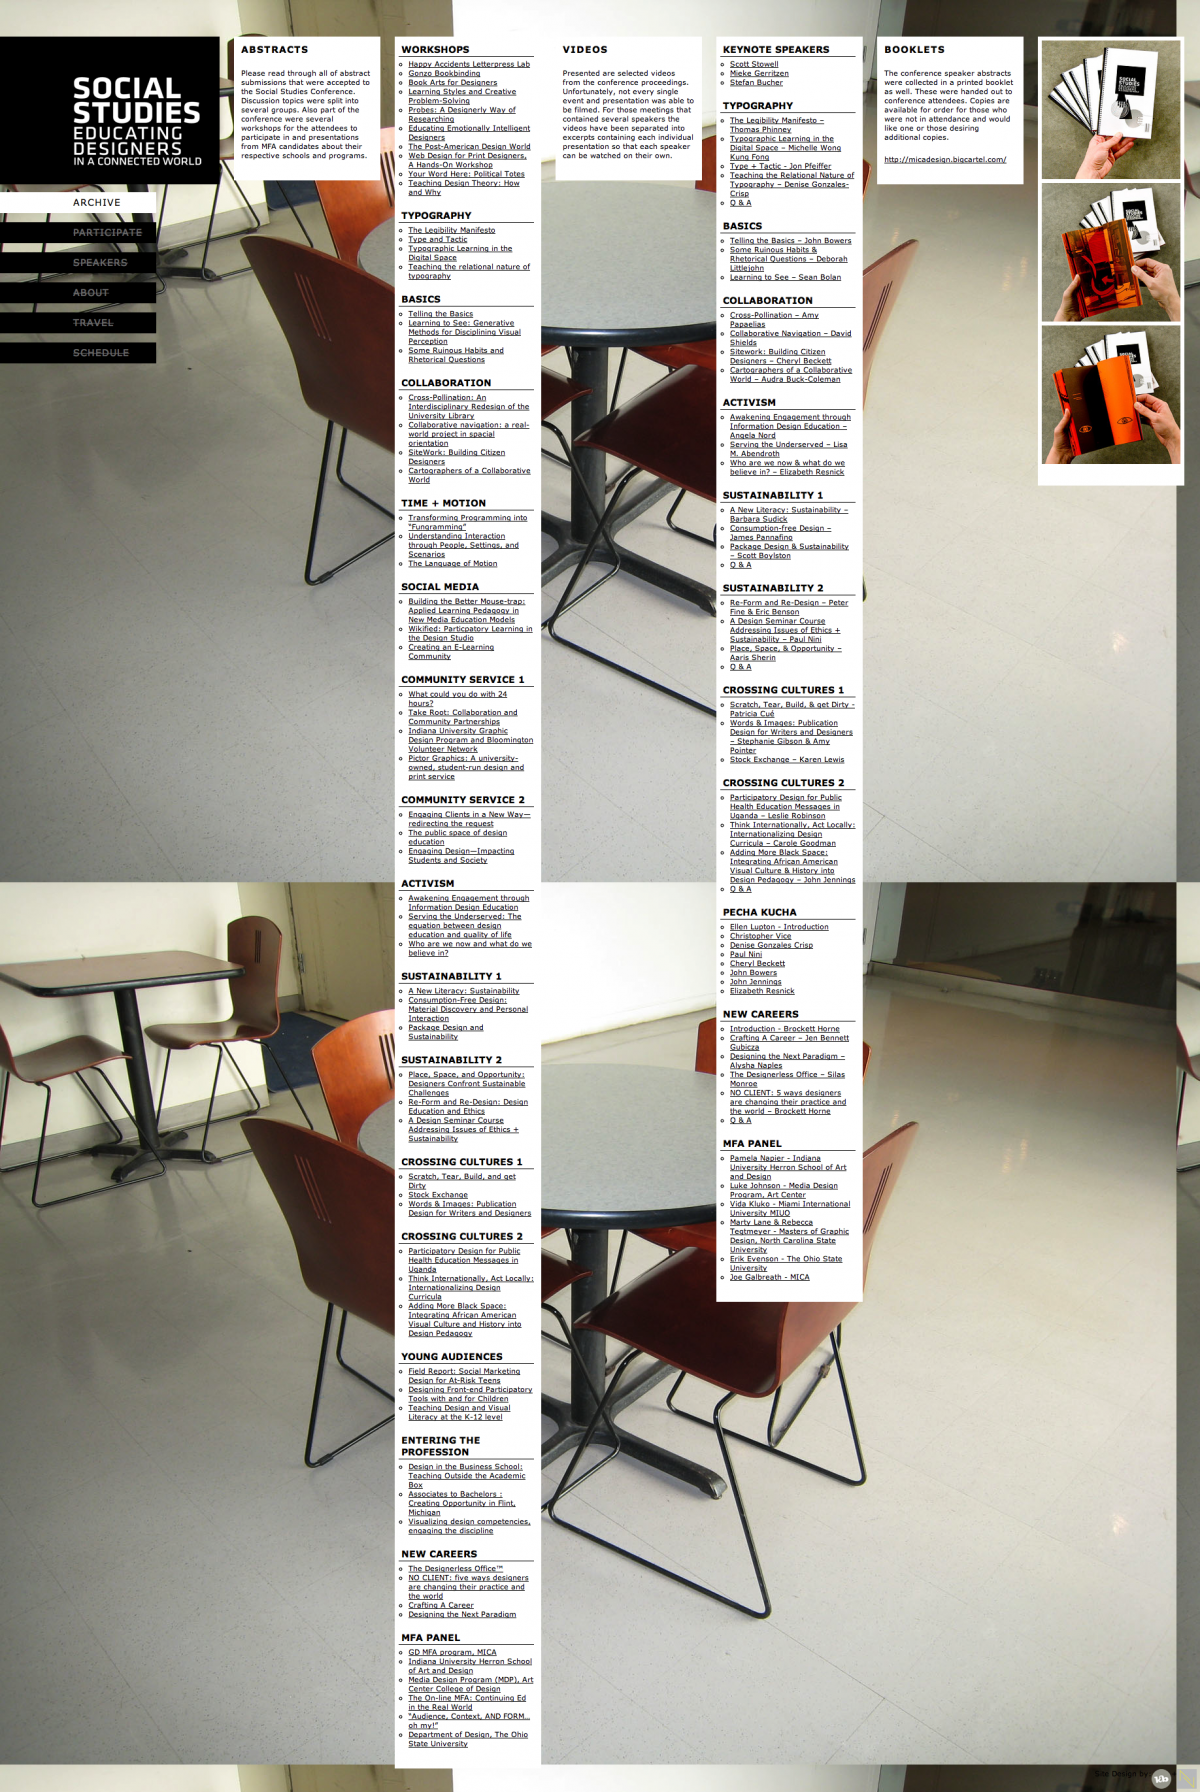 SOCIAL
STUDIES
EDUCATING
DESIGNERS
IN A CONNECTED WORLD
ARCHIVE
PARTICIPATE
SPEAKERS
ABOUT
TRAVEL
SCHEDULE
ABSTRACTS
Please read through all of abstract
submissions that were accepted to
the Social Studies Conference.
Discussion topics were split into
several groups. Also part of the
conference were several
workshops for the attendees to
participate in and presentations
from MFA candidates about their
respective schools and programs.
WORKSHOPS
Happy Accidents Letterpress Lab
Gonzo Bookbinding
Book Arts for Designers
Learning Styles and Creative
Problem-Solving
Probes: A Designerly Way of
Researching
Educating Emotionally Intelligent
Designers
The Post-American Design World
Web Design for Print Designers,
A Hands-On Workshop
Your Word Here: Political Totes
Teaching Design Theory: How
and Why
TYPOGRAPHY
The Legibility Manifesto
Type and Tactic
Typographic Learning in the
Digital Space
Teaching the relational nature of
typography
BASICS
Telling the Basics
Learning to See: Generative
Methods for Disciplining Visual
Perception
Some Ruinous Habits and
Rhetorical Questions
COLLABORATION
Cross-Pollination: An
Interdisciplinary Redesign of the
University Library
Collaborative navigation: a real-
world project in spacial
orientation
SiteWork: Building Citizen
Designers
Cartographers of a Collaborative
World
TIME + MOTION
Transforming Programming into
"Fungramming"
Understanding Interaction
through People, Settings, and
Scenarios
The Language of Motion
SOCIAL MEDIA
Building the Better Mouse-trap:
Applied Learning Pedagogy in
New Media Education Models
Wikified: Particpatory Learning in
the Design Studio
Creating an E-Learning
Community
COMMUNITY SERVICE 1
What could you do with 24
hours?
Take Root: Collaboration and
Community Partnerships
Indiana University Graphic
Design Program and Bloomington
Volunteer Network
Pictor Graphics: A university-
owned, student-run design and
print service
COMMUNITY SERVICE 2
Engaging Clients in a New Way—
redirecting the request
The public space of design
education
Engaging Design—Impacting
Students and Society
ACTIVISM
Awakening Engagement through
Information Design Education
Serving the Underserved: The
equation between design
education and quality of life
Who are we now and what do we
believe in?
SUSTAINABILITY 1
A New Literacy: Sustainability
Consumption-Free Design:
Material Discovery and Personal
Interaction
Package Design and
Sustainability
SUSTAINABILITY 2
Place, Space, and Opportunity:
Designers Confront Sustainable
Challenges
Re-Form and Re-Design: Design
Education and Ethics
A Design Seminar Course
Addressing Issues of Ethics +
Sustainability
CROSSING CULTURES 1
Scratch, Tear, Build, and get
Dirty
Stock Exchange
Words & Images: Publication
Design for Writers and Designers
CROSSING CULTURES 2
Participatory Design for Public
Health Education Messages in
Uganda
Think Internationally, Act Locally:
Internationalizing Design
Curricula
Adding More Black Space:
Integrating African American
Visual Culture and History into
Design Pedagogy
YOUNG AUDIENCES
Field Report: Social Marketing
Design for At-Risk Teens
Designing Front-end Participatory
Tools with and for Children
Teaching Design and Visual
Literacy at the K-12 level
ENTERING THE
PROFESSION
Design in the Business School:
Teaching Outside the Academic
Box
Associates to Bachelors :
Creating Opportunity in Flint,
Michigan
Visualizing design competencies,
engaging the discipline
NEW CAREERS
The Designerless Office™
NO CLIENT: five ways designers
are changing their practice and
the world
Crafting A Career
Designing the Next Paradigm
MFA PANEL
GD MFA program, MICA
Indiana University Herron School
of Art and Design
Media Design Program (MDP), Art
Center College of Design
The On-line MFA: Continuing Ed
in the Real World
"Audience, Context, AND FORM...
oh my!"
Department of Design, The Ohio
State University
VIDEOS
Presented are selected videos
from the conference proceedings.
Unfortunately, not every single
event and presentation was able to
be filmed. For those meetings that
contained several speakers the
videos have been separated into
excerpts containing each individual
presentation so that each speaker
can be watched on their own.
KEYNOTE SPEAKERS
Scott Stowell
Mieke Gerritzen
Stefan Bucher
TYPOGRAPHY
The Legibility Manifesto –
Thomas Phinney
Typographic Learning in the
Digital Space – Michelle Wong
Kung Fong
Type + Tactic - Jon Pfeiffer
Teaching the Relational Nature of
Typography – Denise Gonzales-
Crisp
Q & A
BASICS
Telling the Basics – John Bowers
Some Ruinous Habits &
Rhetorical Questions – Deborah
Littlejohn
Learning to See – Sean Bolan
COLLABORATION
Cross-Pollination – Amy
Papaelias
Collaborative Navigation – David
Shields
Sitework: Building Citizen
Designers – Cheryl Beckett
Cartographers of a Collaborative
World – Audra Buck-Coleman
ACTIVISM
Awakening Engagement through
Information Design Education –
Angela Nord
Serving the Underserved – Lisa
M. Abendroth
Who are we now & what do we
believe in? – Elizabeth Resnick
SUSTAINABILITY 1
A New Literacy: Sustainability –
Barbara Sudick
Consumption-free Design –
James Pannafino
Package Design & Sustainability
– Scott Boylston
Q & A
SUSTAINABILITY 2
Re-Form and Re-Design – Peter
Fine & Eric Benson
A Design Seminar Course
Addressing Issues of Ethics +
Sustainability – Paul Nini
Place, Space, & Opportunity –
Aaris Sherin
Q & A
CROSSING CULTURES 1
Scratch, Tear, Build, & get Dirty -
Patricia Cué
Words & Images: Publication
Design for Writers and Designers
– Stephanie Gibson & Amy
Pointer
Stock Exchange – Karen Lewis
CROSSING CULTURES 2
Participatory Design for Public
Health Education Messages in
Uganda – Leslie Robinson
Think Internationally, Act Locally:
Internationalizing Design
Curricula – Carole Goodman
Adding More Black Space:
Integrating African American
Visual Culture & History into
Design Pedagogy – John Jennings
Q & A
PECHA KUCHA
Ellen Lupton - Introduction
Christopher Vice
Denise Gonzales Crisp
Paul Nini
Cheryl Beckett
John Bowers
John Jennings
Elizabeth Resnick
NEW CAREERS
Introduction - Brockett Horne
Crafting A Career – Jen Bennett
Gubicza
Designing the Next Paradigm –
Alysha Naples
The Designerless Office – Silas
Monroe
NO CLIENT: 5 ways designers
are changing their practice and
the world – Brockett Horne
Q & A
MFA PANEL
Pamela Napier - Indiana
University Herron School of Art
and Design
Luke Johnson - Media Design
Program, Art Center
Vida Kluko - Miami International
University MIUO
Marty Lane & Rebecca
Tegtmeyer - Masters of Graphic
Design, North Carolina State
University
Erik Evenson - The Ohio State
University
Joe Galbreath - MICA
BOOKLETS
The conference speaker abstracts
were collected in a printed booklet
as well. These were handed out to
conference attendees. Copies are
available for order for those who
were not in attendance and would
like one or those desiring
additional copies.
http://micadesign.bigcartel.com/
SOCIAL
STUDIES
Site Design by